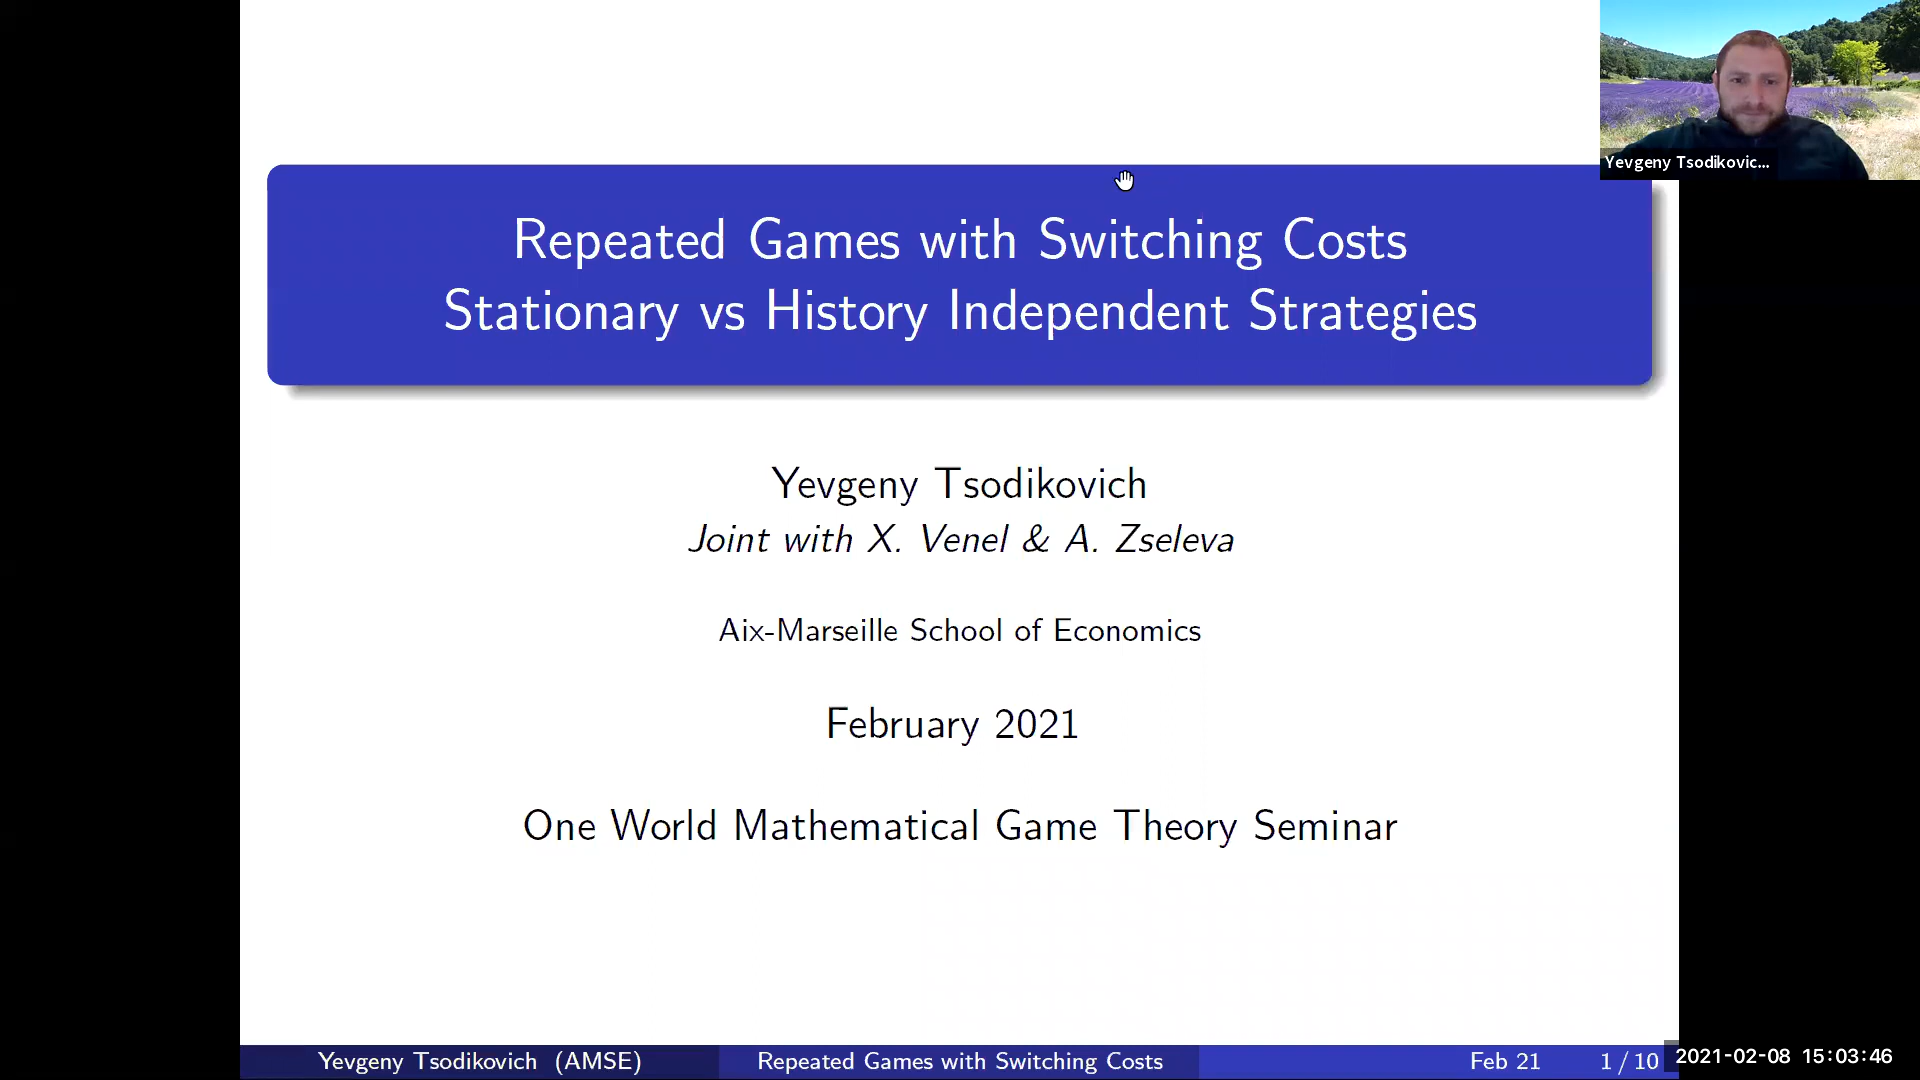 Yevgeny Tsodikovic...
Repeated Games with Switching Costs
Stationary vs History Independent Strategies
Yevgeny Tsodikovich
Joint with X. Venel & A. Zseleva
Aix-Marseille School of Economics
February 2021
One World Mathematical Game Theory Seminar
Yevgeny Tsodikovich (AMSE) Repeated Games with Switching Costs Feb 21 1 / 10
2021-02-08 15:03:46